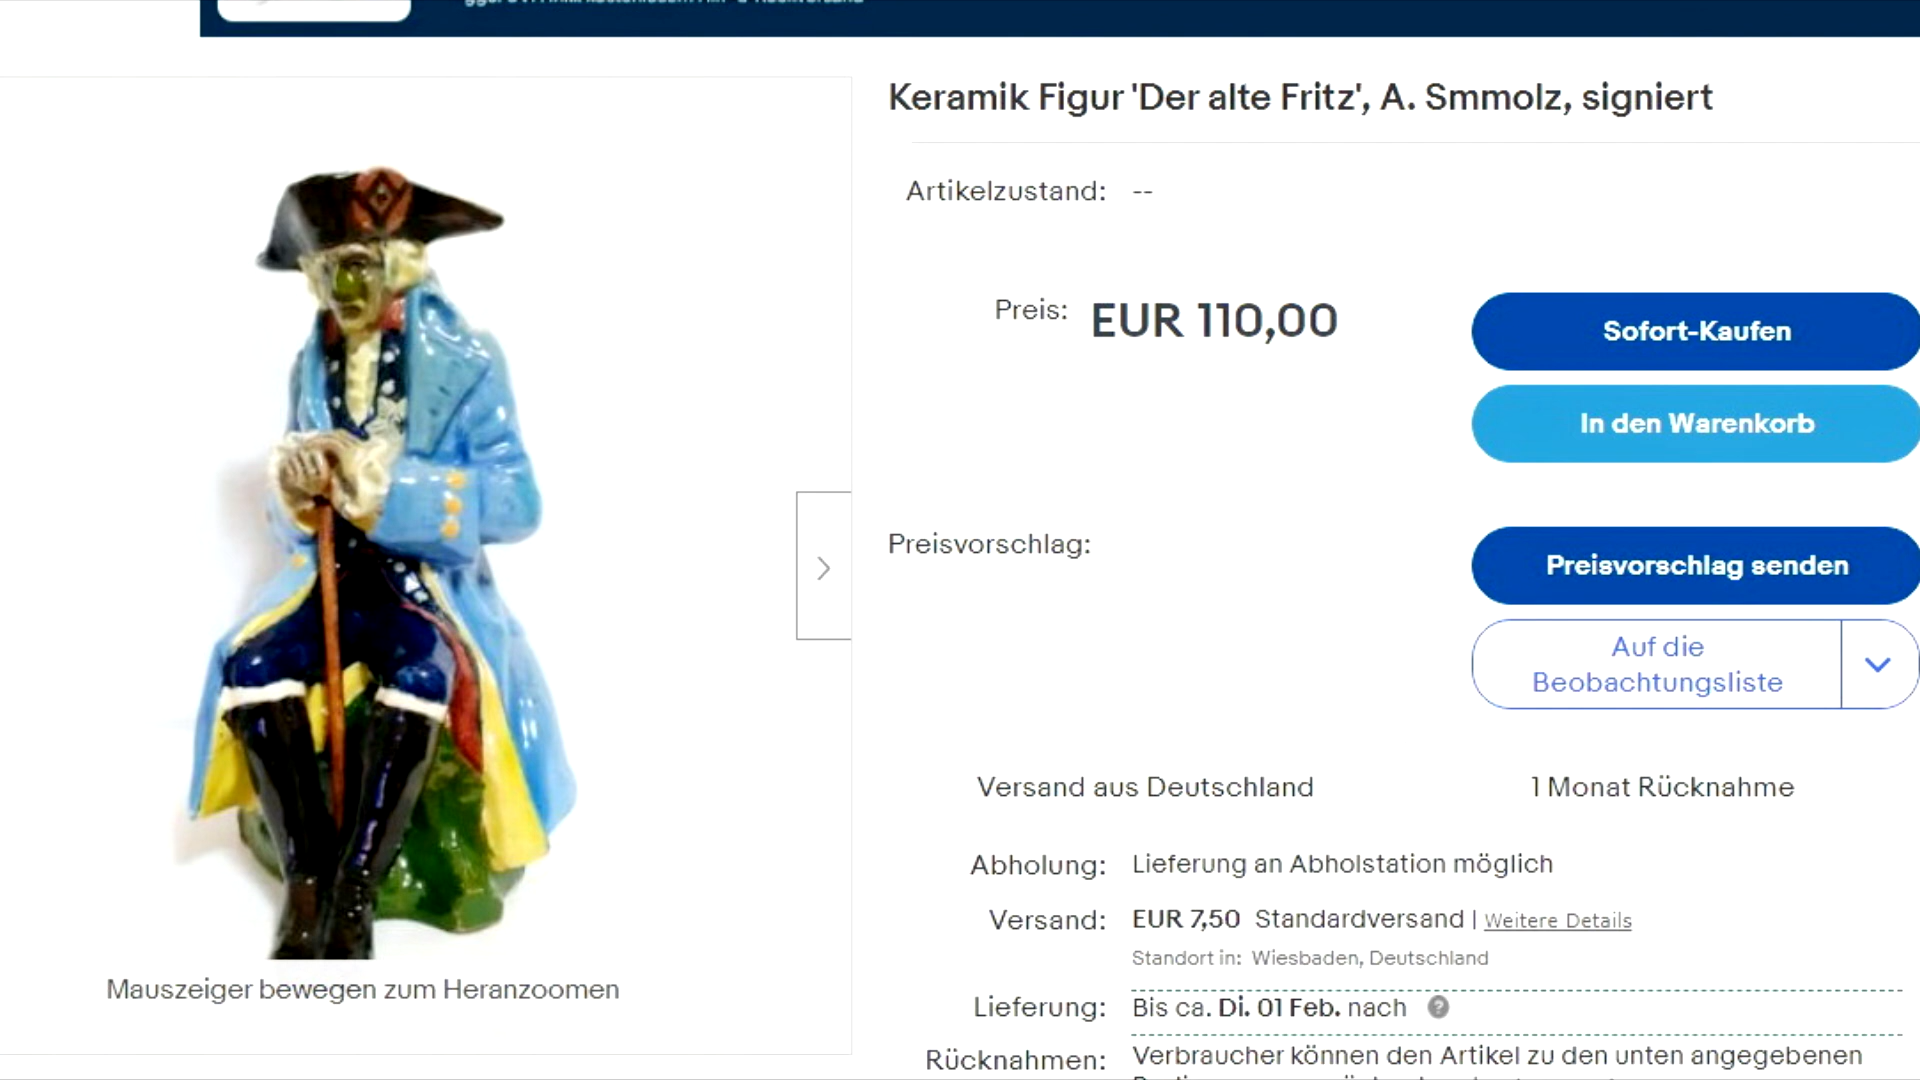 Keramik Figur 'Der alte Fritz', A. Smmolz, signiert
Artikelzustand: --
Preis: EUR 110,00
Sofort-Kaufen
In den Warenkorb
Preisvorschlag:
Preisvorschlag senden
Auf die
Beobachtungsliste
Versand aus Deutschland
1 Monat Rücknahme
Abholung: Lieferung an Abholstation möglich
Versand: EUR 7,50 Standardversand | Weitere Details
Standort in: Wiesbaden, Deutschland
Lieferung: Bis ca. Di. 01 Feb. nach ?
Rücknahmen: Verbraucher können den Artikel zu den unten angegebenen
Mauszeiger bewegen zum Heranzoomen